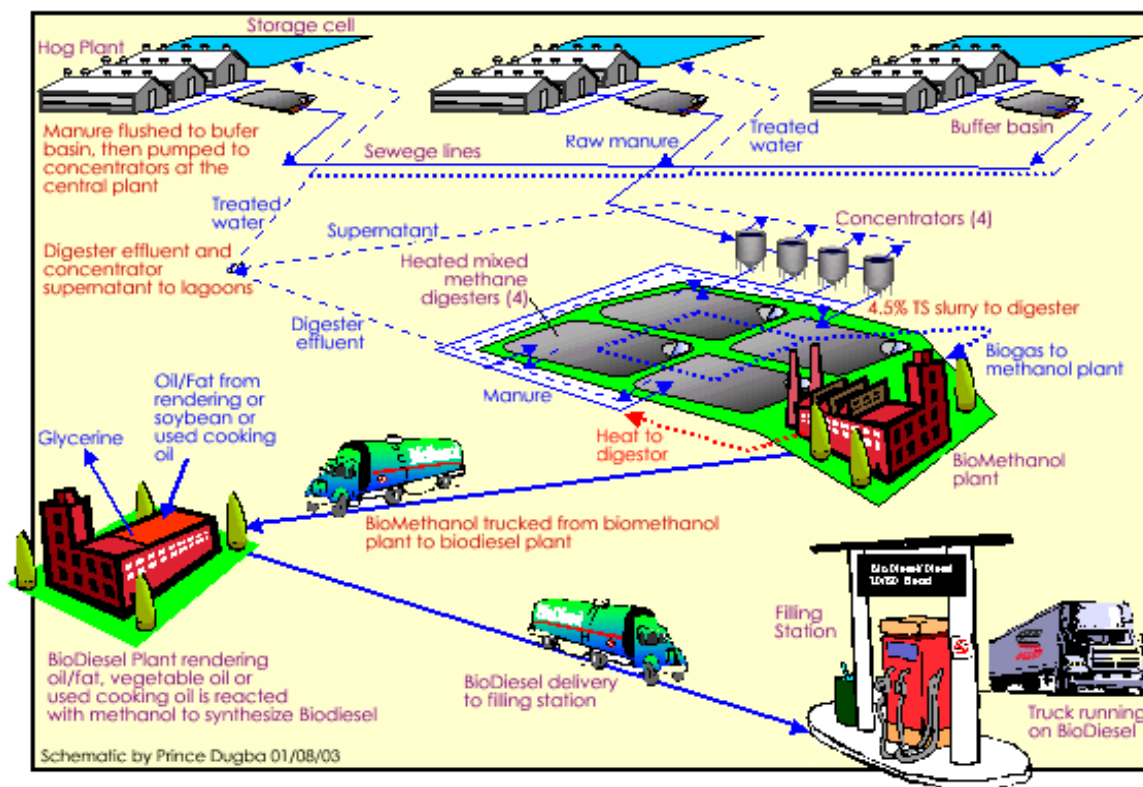 Storage cell
Hog Plant
Manure flushed to bufer
basin, then pumped to
concentrators at the
central plant
Sewege lines
Raw manure
Treated
water
Buffer basin
Treated
water
Supernatant
Concentrators (4)
Digester effluent and
concentrator
supernatant to lagoons
Heated mixed
methane
digesters (4)
4.5% TS slurry to digester
Digester
effluent
Biogas to
methanol plant
Manure
Oil/Fat from
rendering or
soybean or
used cooking
oil
Glycerine
Heat to
digestor
BioMethanol
plant
Methanol
BioMethanol trucked from biomethanol
plant to biodiesel plant
BioDiesel/Diesel
Filling
Station
BioDiesel
BioDiesel Plant rendering
oil/fat, vegetable oil or
used cooking oil is reacted
with methanol to synthesize Biodiesel
BioDiesel delivery
to filling station
Truck running
on BioDiesel
Schematic by Prince Dugba 01/08/03